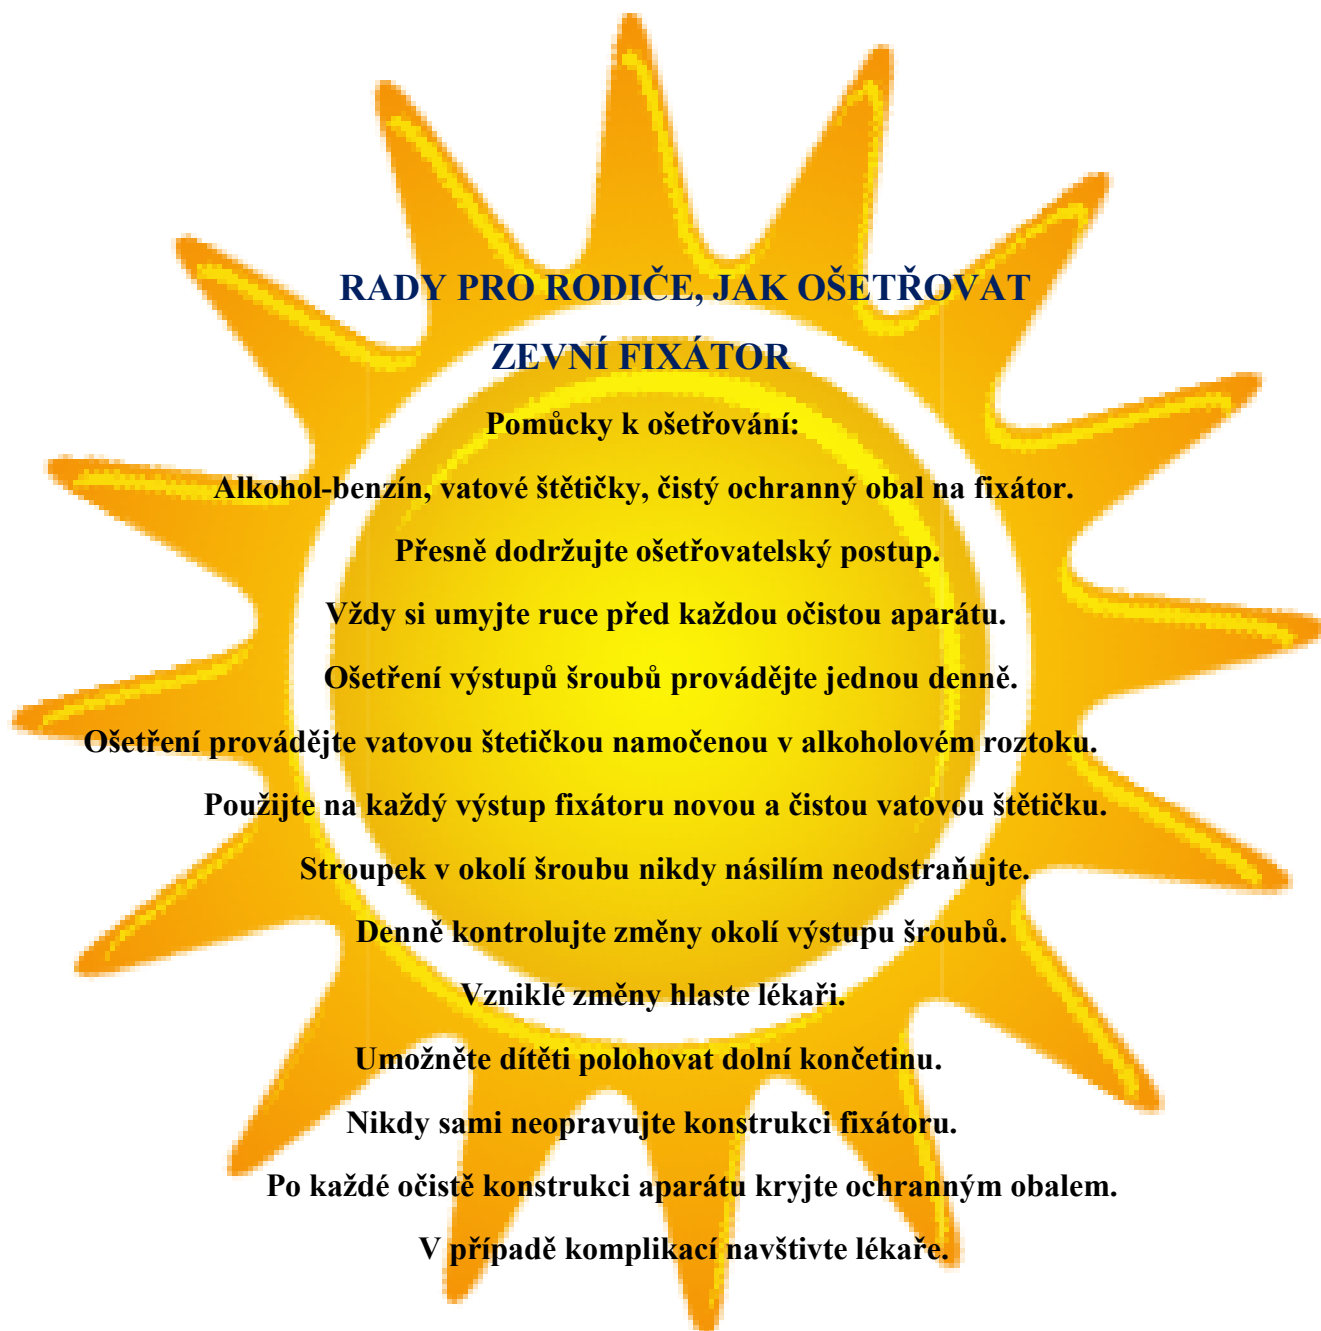 RADY PRO RODIČE, JAK OŠETŘOVAT
ZEVNÍ FIXÁTOR
Pomůcky k ošetřování:
Alkohol-benzín, vatové štětičky, čistý ochranný obal na fixátor.
Přesně dodržujte ošetřovatelský postup.
Vždy si umyjte ruce před každou očistou aparátu.
Ošetření výstupů šroubů provádějte jednou denně.
Ošetření provádějte vatovou štetičkou namočenou v alkoholovém roztoku.
Použijte na každý výstup fixátoru novou a čistou vatovou štětičku.
Stroupek v okolí šroubu nikdy násilím neodstraňujte.
Denně kontrolujte změny okolí výstupu šroubů.
Vzniklé změny hlaste lékaři.
Umožněte dítěti polohovat dolní končetinu.
Nikdy sami neopravujte konstrukci fixátoru.
Po každé očistě konstrukci aparátu kryjte ochranným obalem.
V případě komplikací navštivte lékaře.